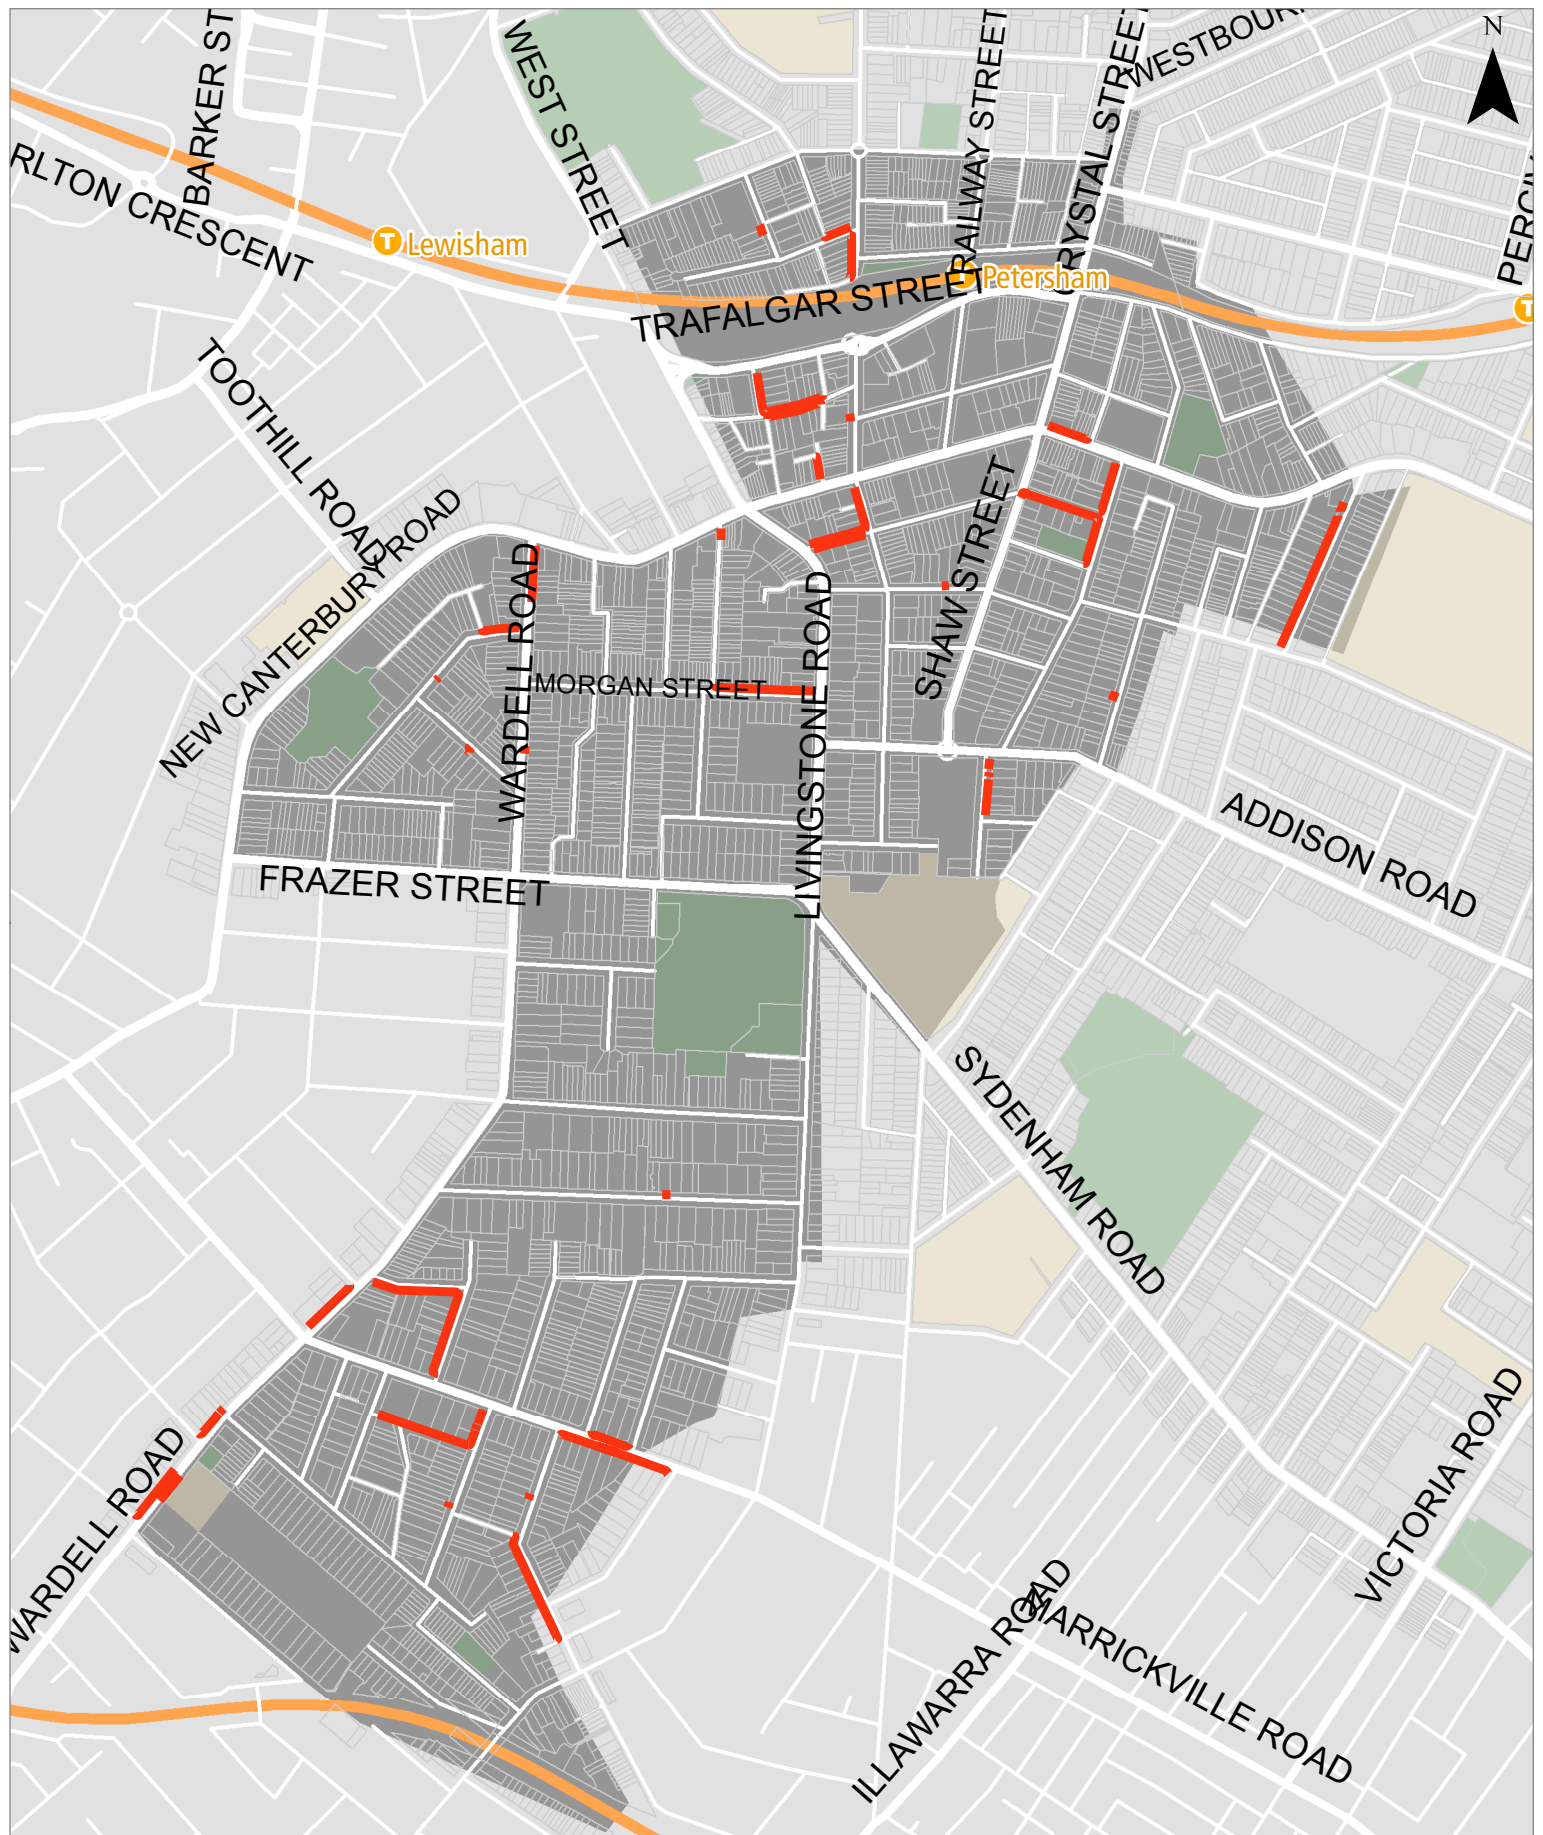 BARKER ST
WEST STREET
RAILWAY STREET
CRYSTAL STREET
WESTBOUR
N
RLTON CRESCENT
T Lewisham
T Petersham
PERCIV
T
TRAFALGAR STREET
TOOTHILL ROAD
NEW CANTERBURY ROAD
WARDELL ROAD
SHAW STREET
MORGAN STREET
LIVINGSTONE ROAD
ADDISON ROAD
FRAZER STREET
SYDENHAM ROAD
VICTORIA ROAD
WARDELL ROAD
ILLAWARRA ROAD
MARRICKVILLE ROAD